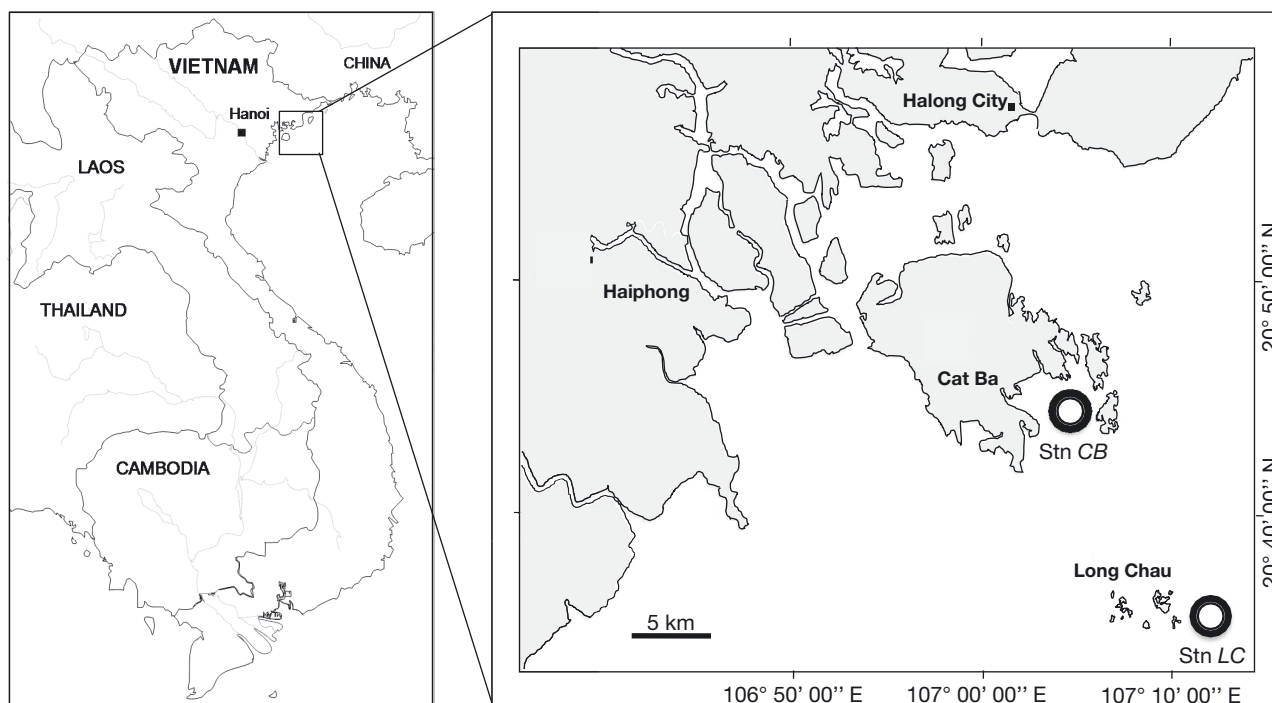 VIETNAM
CHINA
Hanoi
LAOS
THAILAND
CAMBODIA
Halong City
Haiphong
Cat Ba
Stn CB
Long Chau
Stn LC
5 km
20° 50' 00'' N
20° 40' 00'' N
106° 50' 00'' E
107° 00' 00'' E
107° 10' 00'' E